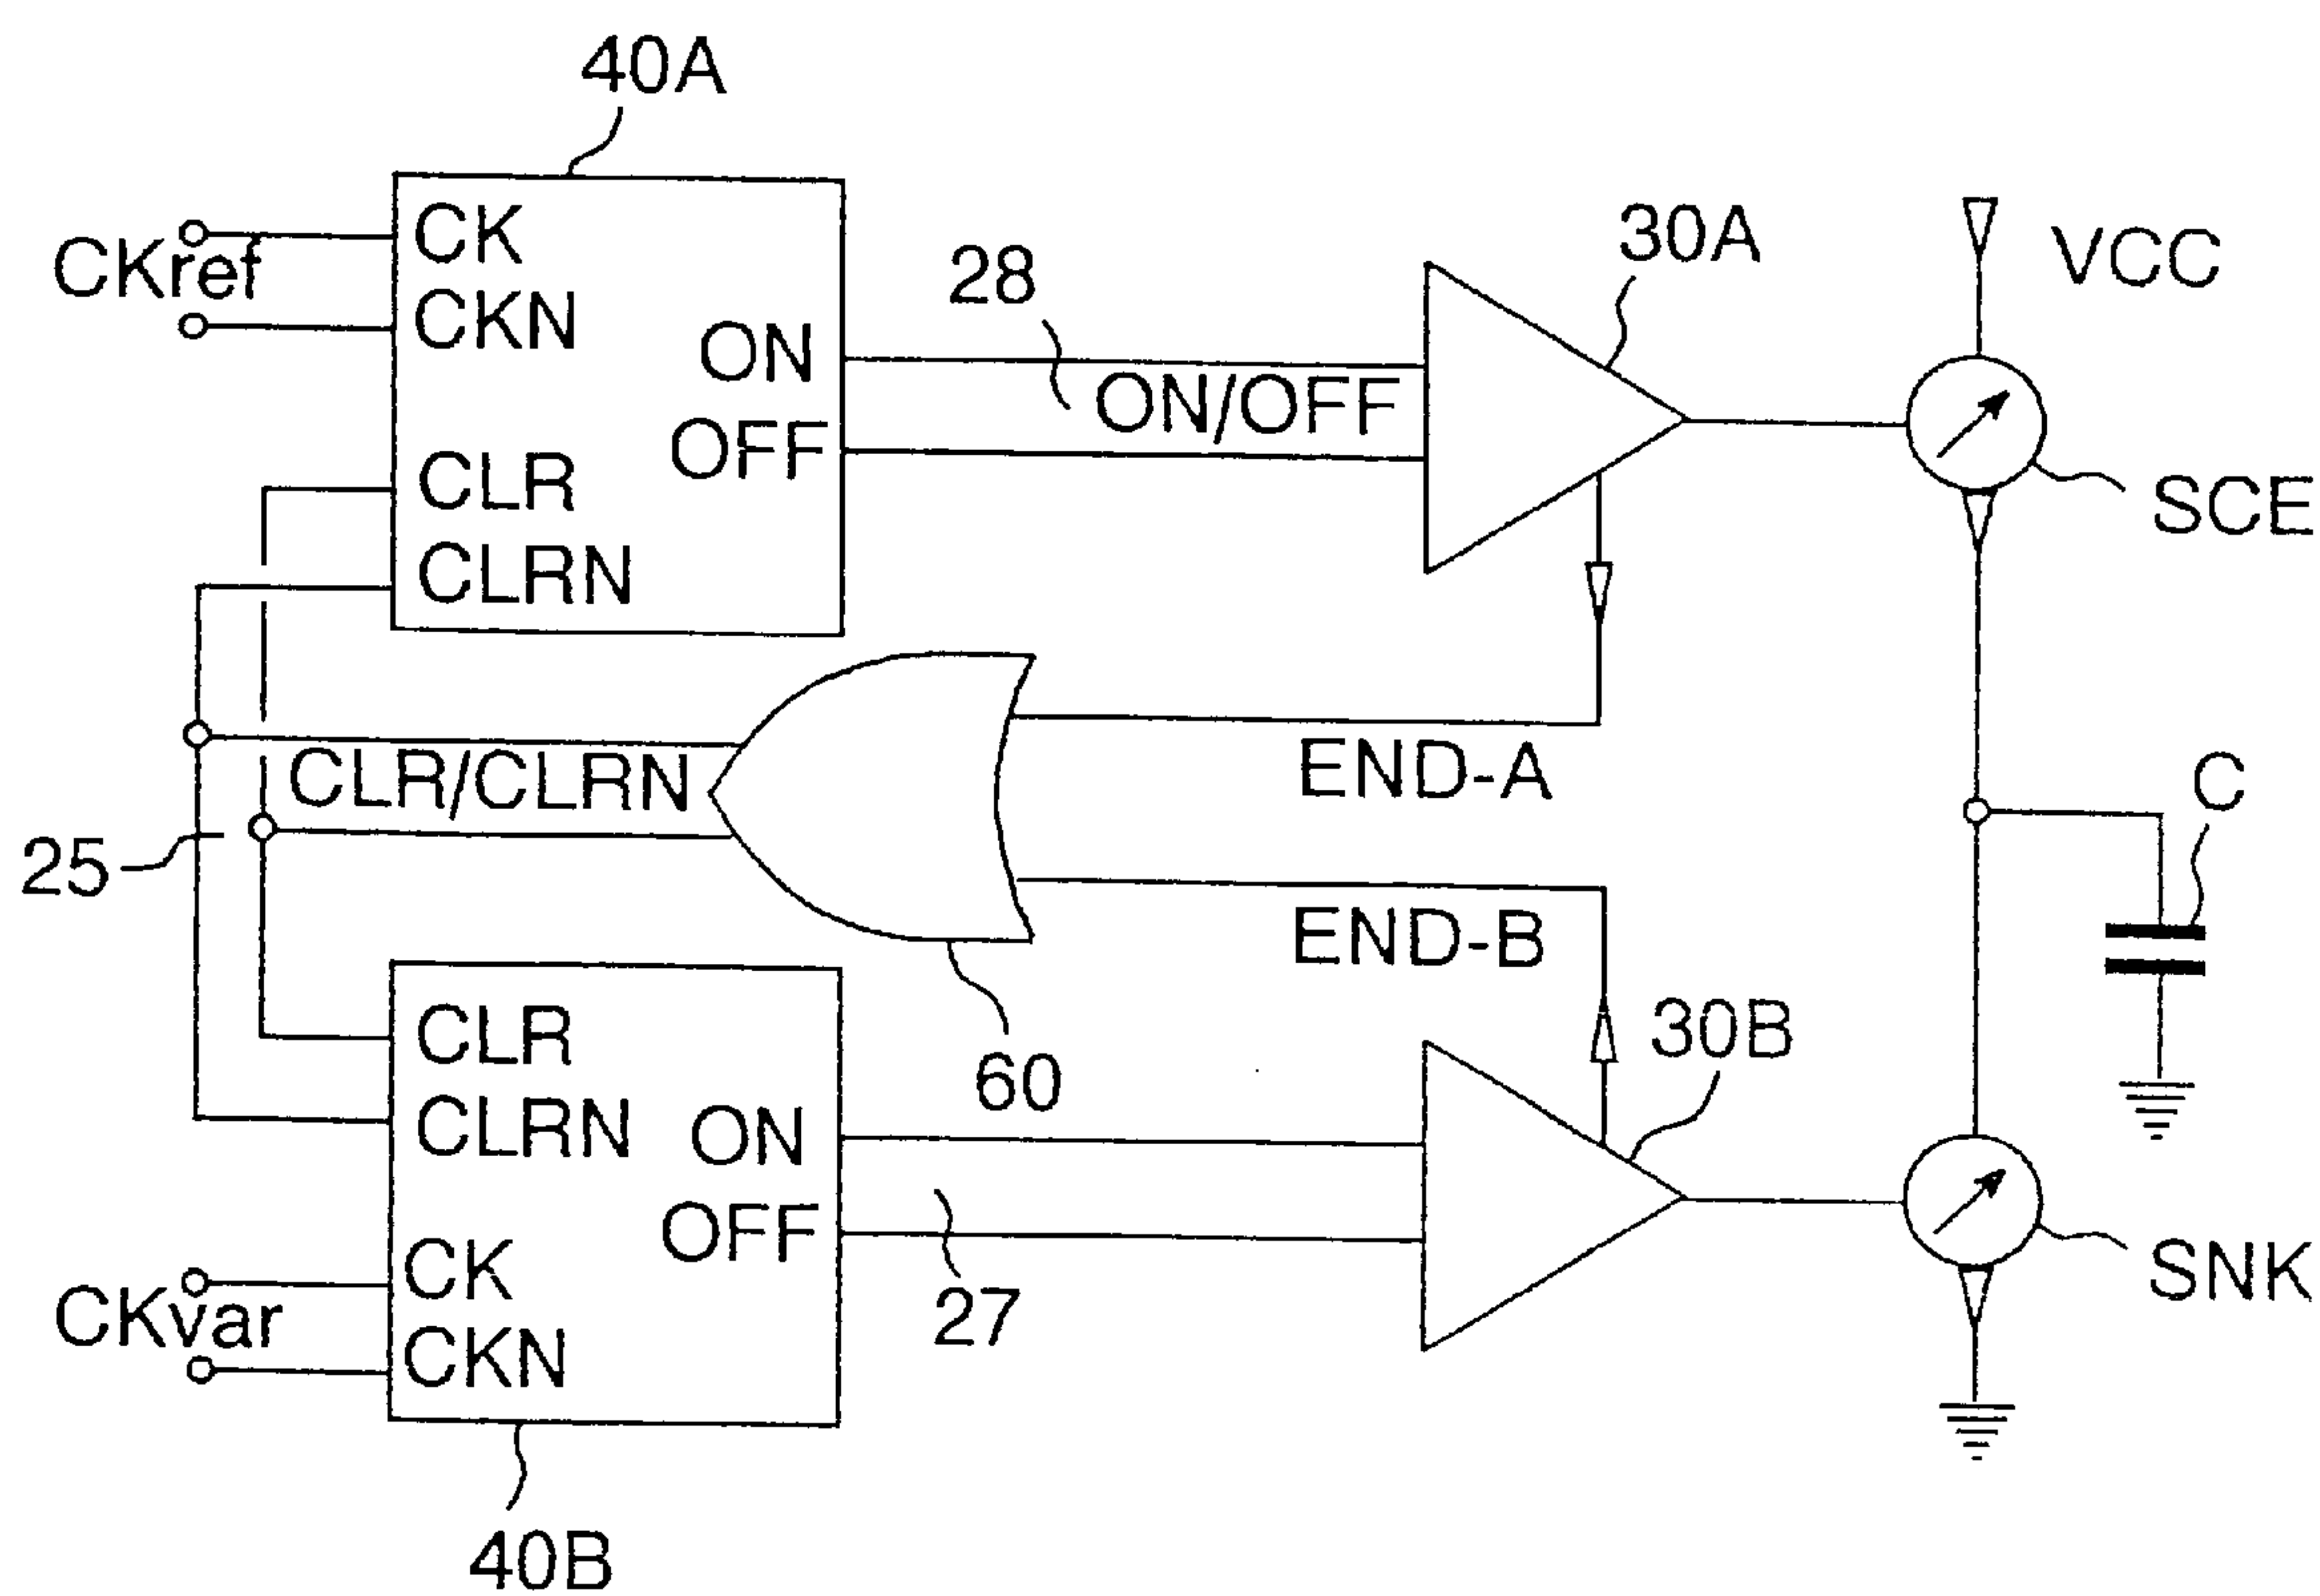 40A
CKref
CK
CKN
ON
OFF
CLR
CLRN
28
ON/OFF
30A
VCC
SCE
END-A
CLR/CLRN
25
C
END-B
60
30B
CLR
CLRN
ON
OFF
CK
CKN
CKvar
27
SNK
40B